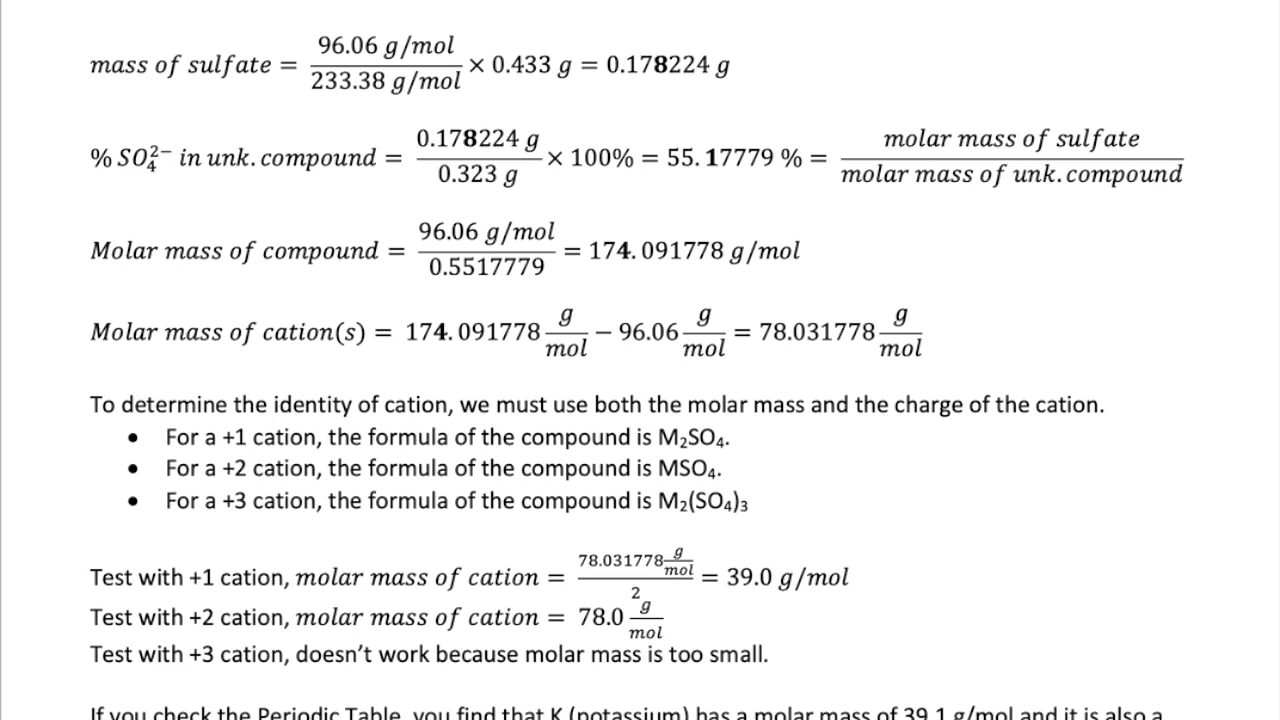 mass of sulfate = 96.06 g/mol / 233.38 g/mol × 0.433 g = 0.178224 g
% SO₄²⁻ in unk. compound = 0.178224 g / 0.323 g × 100% = 55.17779 % = molar mass of sulfate / molar mass of unk. compound
Molar mass of compound = 96.06 g/mol / 0.5517779 = 174.091778 g/mol
Molar mass of cation(s) = 174.091778 g/mol − 96.06 g/mol = 78.031778 g/mol
To determine the identity of cation, we must use both the molar mass and the charge of the cation.
• For a +1 cation, the formula of the compound is M₂SO₄.
• For a +2 cation, the formula of the compound is MSO₄.
• For a +3 cation, the formula of the compound is M₂(SO₄)₃
Test with +1 cation, molar mass of cation = 78.031778 g/mol / 2 = 39.0 g/mol
Test with +2 cation, molar mass of cation = 78.0 g/mol
Test with +3 cation, doesn't work because molar mass is too small.
If you check the Periodic Table, you find that K (potassium) has a molar mass of 39.1 g/mol and it is also a